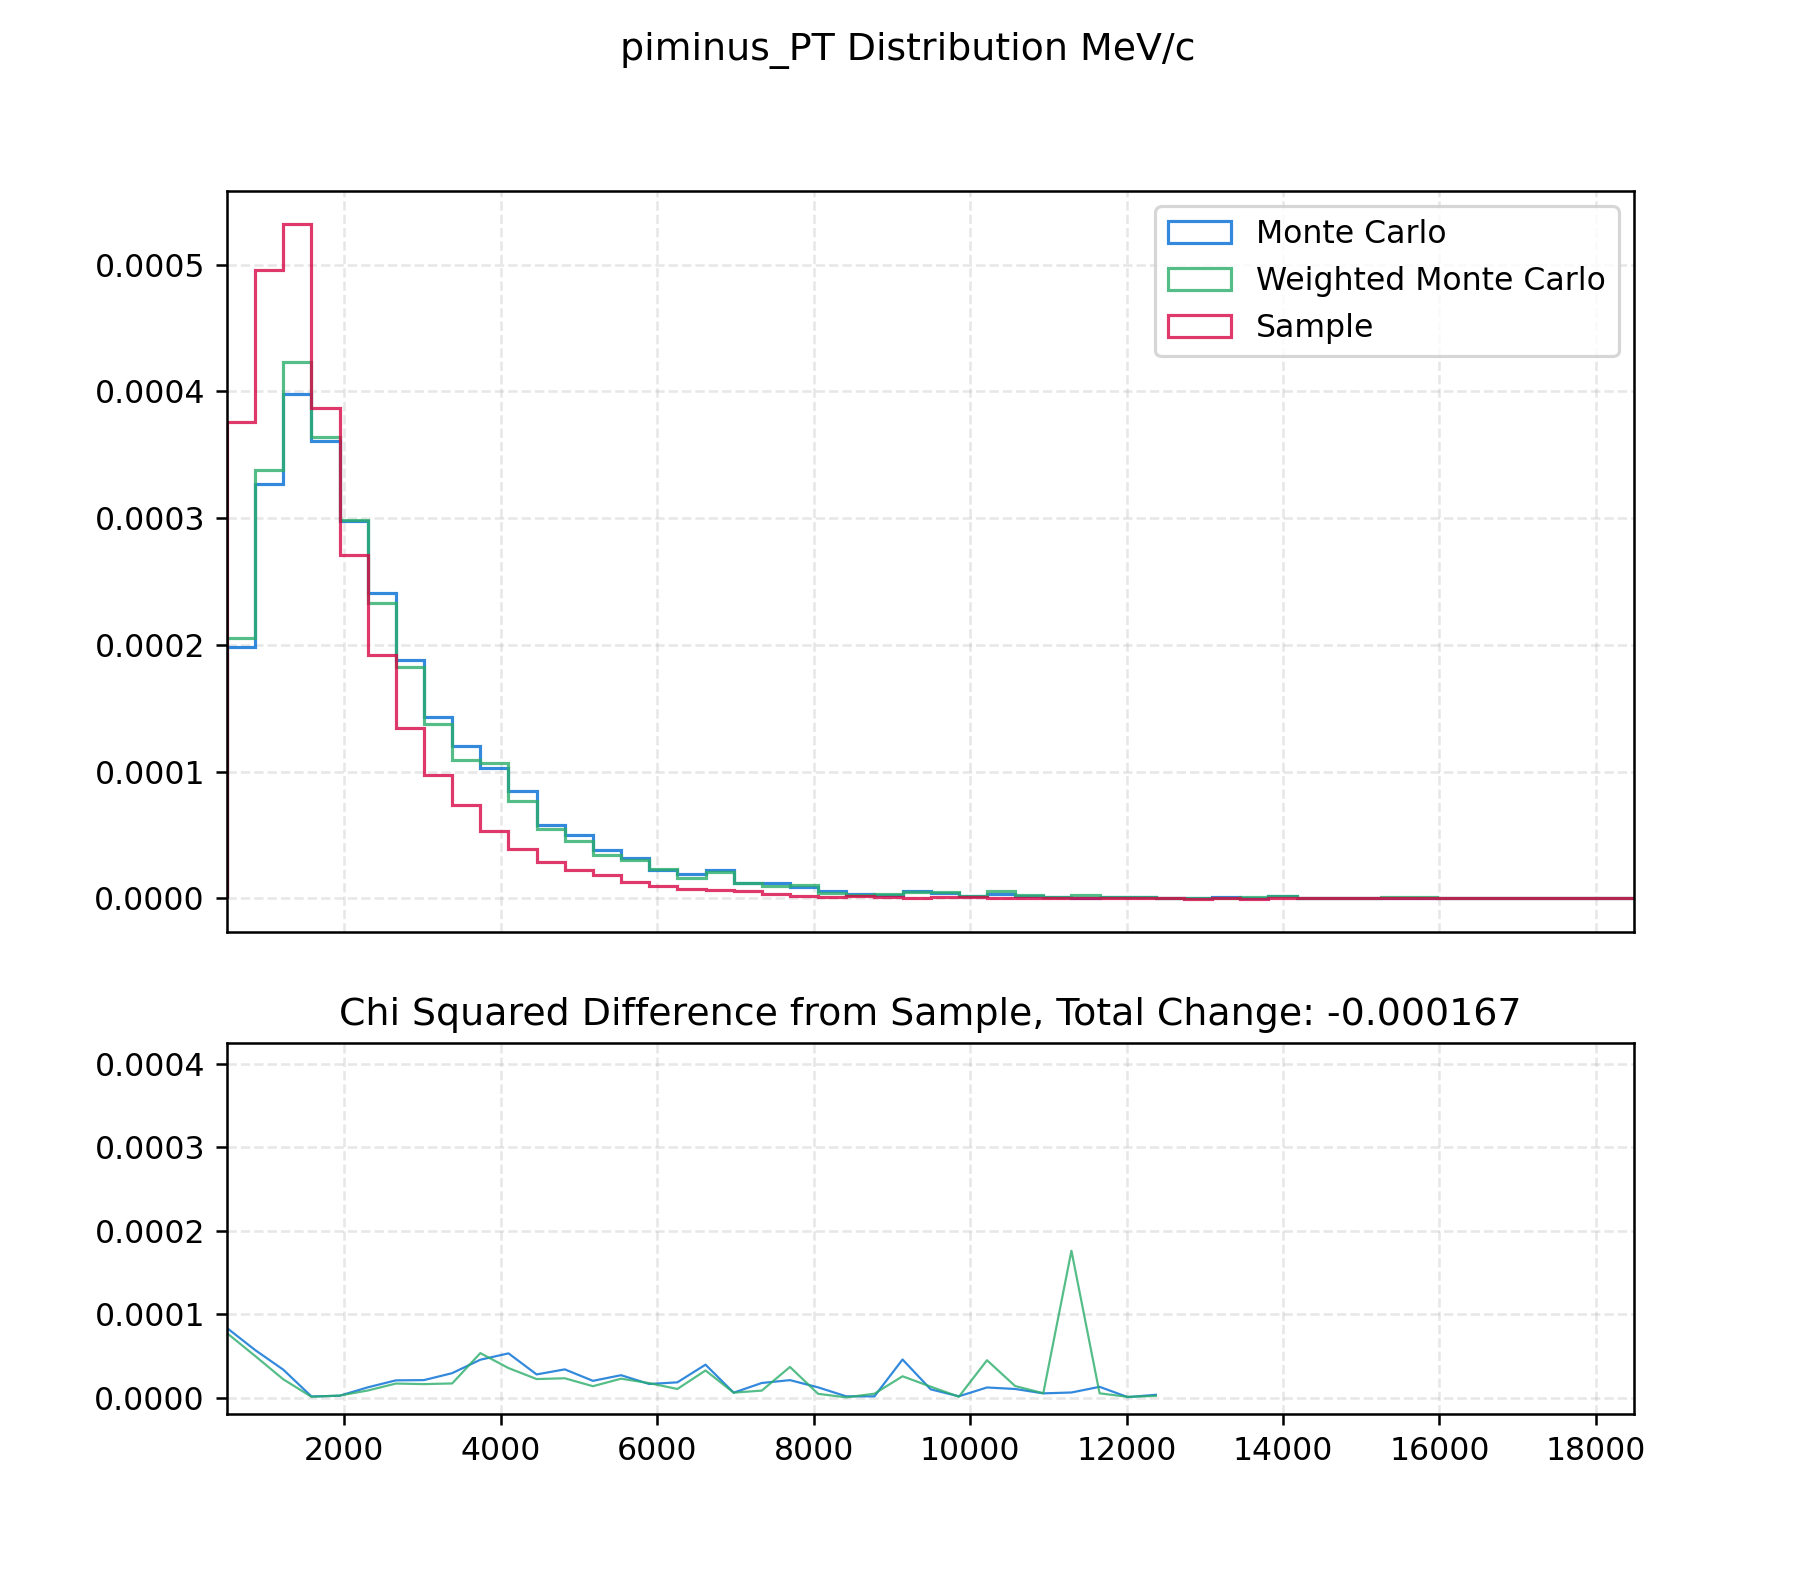 piminus_PT Distribution MeV/c
Monte Carlo
Weighted Monte Carlo
Sample
0.0005
0.0004
0.0003
0.0002
0.0001
0.0000
Chi Squared Difference from Sample, Total Change: -0.000167
0.0004
0.0003
0.0002
0.0001
0.0000
2000 4000 6000 8000 10000 12000 14000 16000 18000